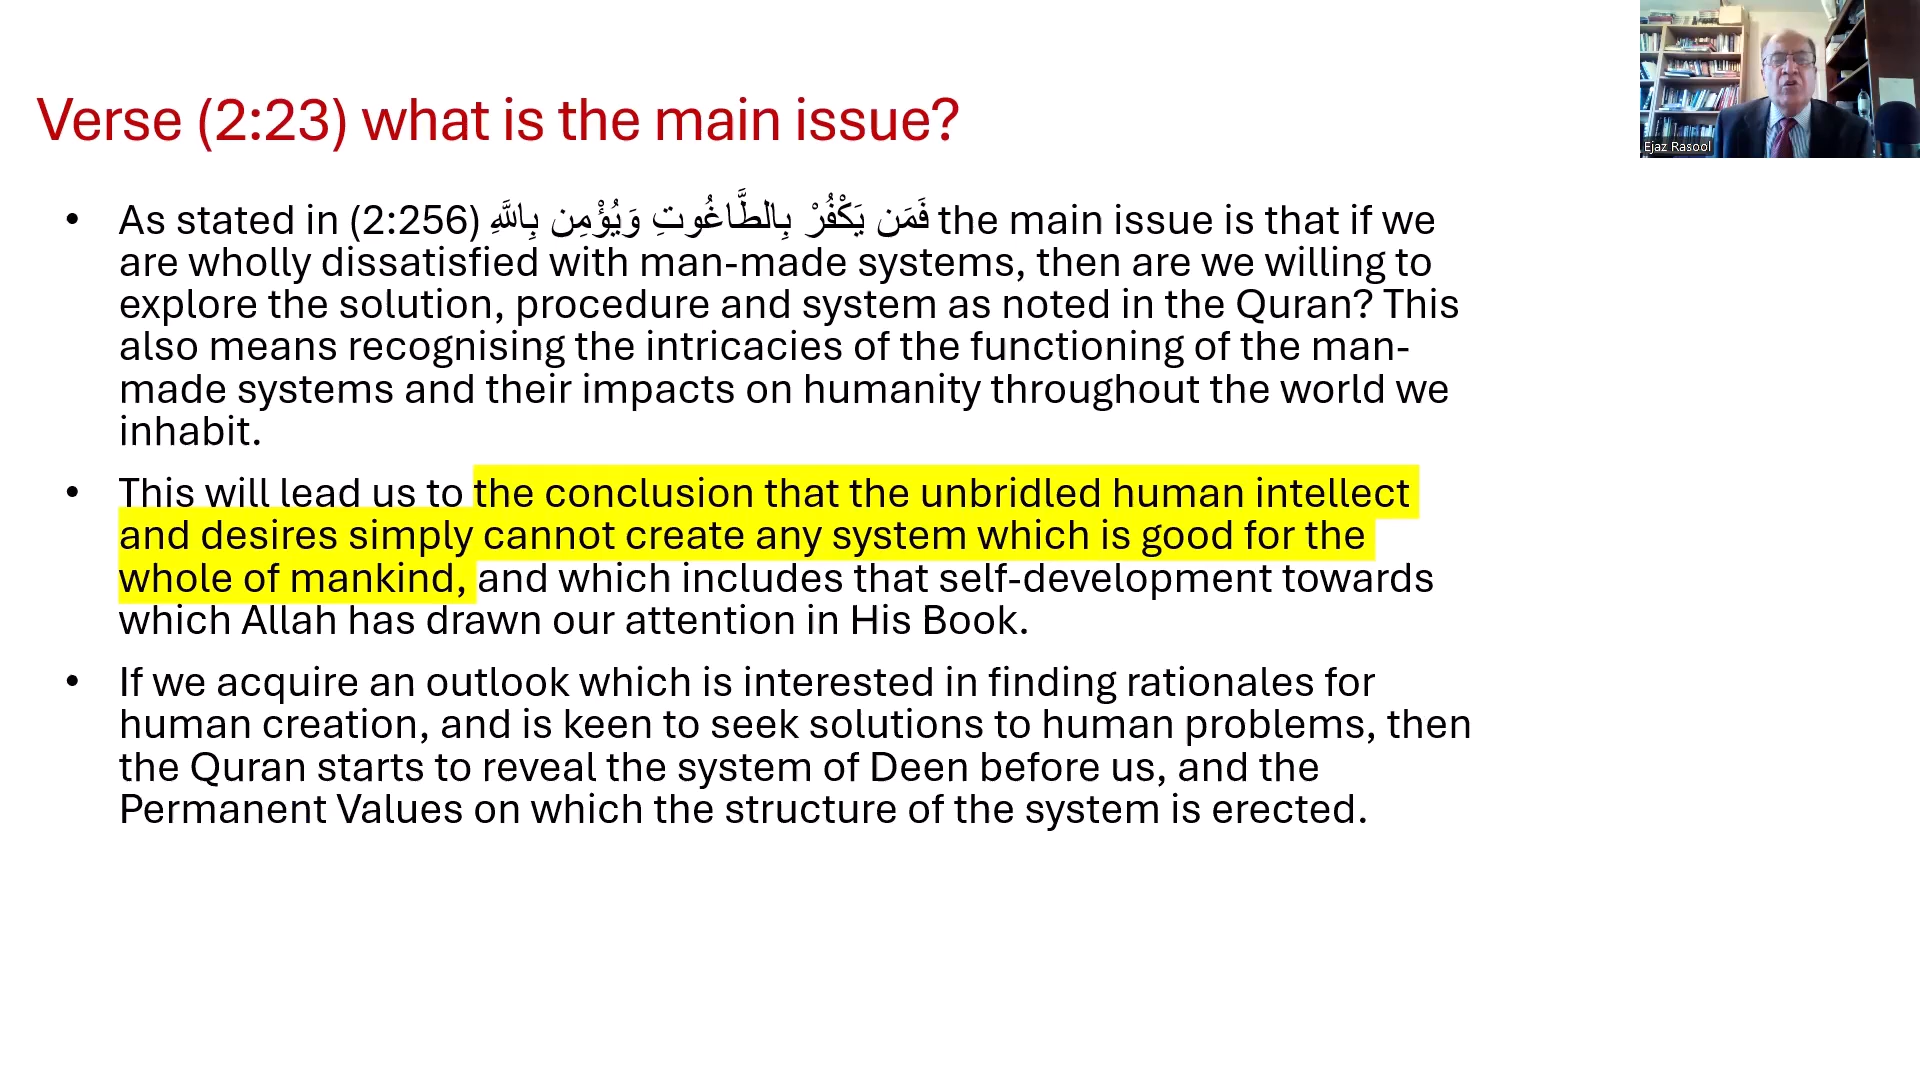 Verse (2:23) what is the main issue?
• As stated in (2:256) فَمَن يَكْفُرْ بِالطَّاغُوتِ وَيُؤْمِن بِاللَّهِ the main issue is that if we
are wholly dissatisfied with man-made systems, then are we willing to
explore the solution, procedure and system as noted in the Quran? This
also means recognising the intricacies of the functioning of the man-
made systems and their impacts on humanity throughout the world we
inhabit.
• This will lead us to the conclusion that the unbridled human intellect
and desires simply cannot create any system which is good for the
whole of mankind, and which includes that self-development towards
which Allah has drawn our attention in His Book.
• If we acquire an outlook which is interested in finding rationales for
human creation, and is keen to seek solutions to human problems, then
the Quran starts to reveal the system of Deen before us, and the
Permanent Values on which the structure of the system is erected.
Ejaz Rasool